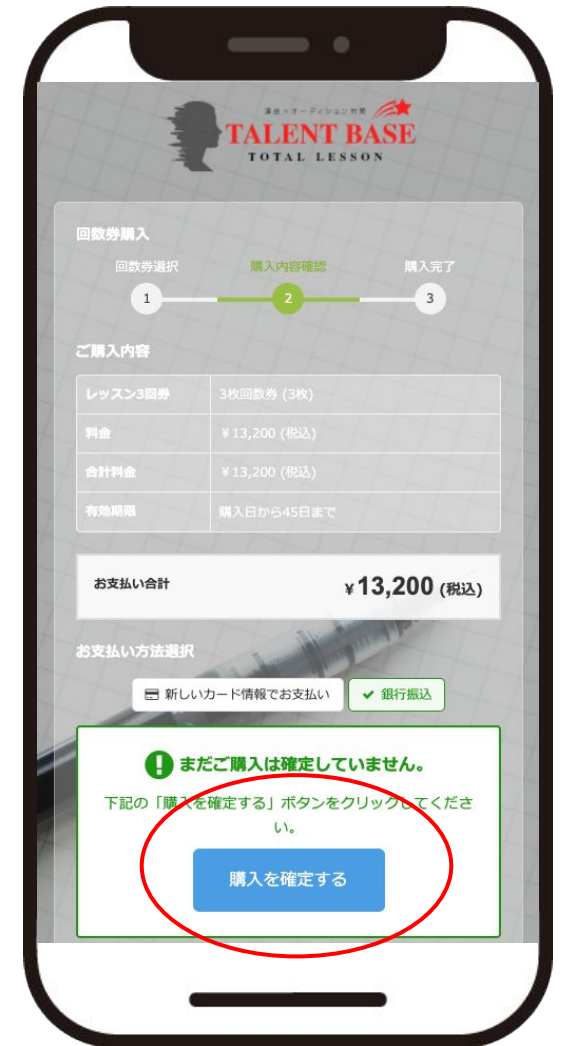 演技×オーディション対策
TALENT BASE
TOTAL LESSON
回数券購入
回数券選択 購入内容確認 購入完了
1 2 3
ご購入内容
レッスン3回券 3枚回数券 (3枚)
料金 ¥13,200 (税込)
合計料金 ¥13,200 (税込)
有効期限 購入日から45日まで
お支払い合計 ¥13,200 (税込)
お支払い方法選択
新しいカード情報でお支払い 銀行振込
まだご購入は確定していません。
下記の「購入を確定する」ボタンをクリックしてくださ
い。
購入を確定する